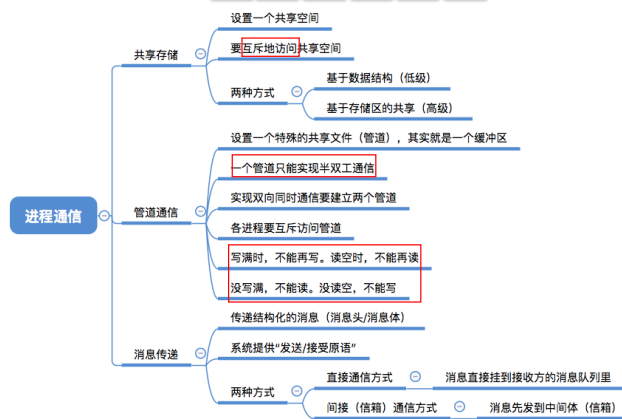 设置一个共享空间
共享存储
要互斥地访问共享空间
两种方式
基于数据结构（低级）
基于存储区的共享（高级）
设置一个特殊的共享文件（管道），其实就是一个缓冲区
一个管道只能实现半双工通信
进程通信
管道通信
实现双向同时通信要建立两个管道
各进程要互斥访问管道
写满时，不能再写。读空时，不能再读
没写满，不能读。没读空，不能写
传递结构化的消息（消息头/消息体）
消息传递
系统提供“发送/接受原语”
两种方式
直接通信方式
消息直接挂到接收方的消息队列里
间接（信箱）通信方式
消息先发到中间体（信箱）